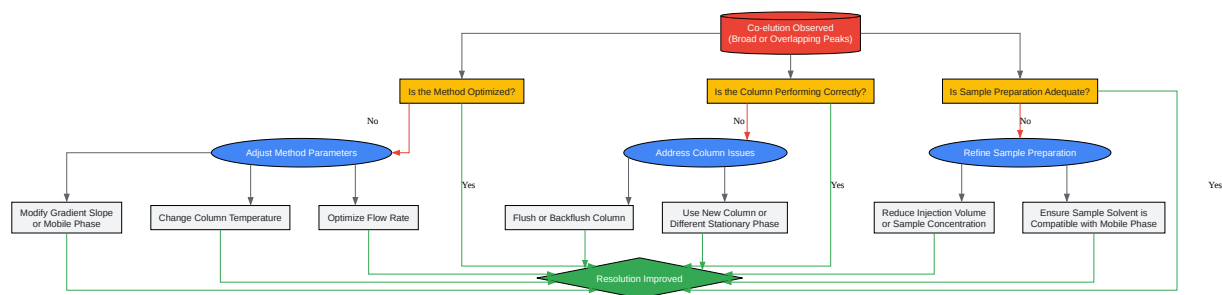 Co-elution Observed
(Broad or Overlapping Peaks)
Is the Method Optimized?
Is the Column Performing Correctly?
Is Sample Preparation Adequate?
No
No
No
Adjust Method Parameters
Address Column Issues
Refine Sample Preparation
Yes
Yes
Yes
Modify Gradient Slope
or Mobile Phase
Change Column Temperature
Optimize Flow Rate
Flush or Backflush Column
Use New Column or
Different Stationary Phase
Reduce Injection Volume
or Sample Concentration
Ensure Sample Solvent is
Compatible with Mobile Phase
Resolution Improved